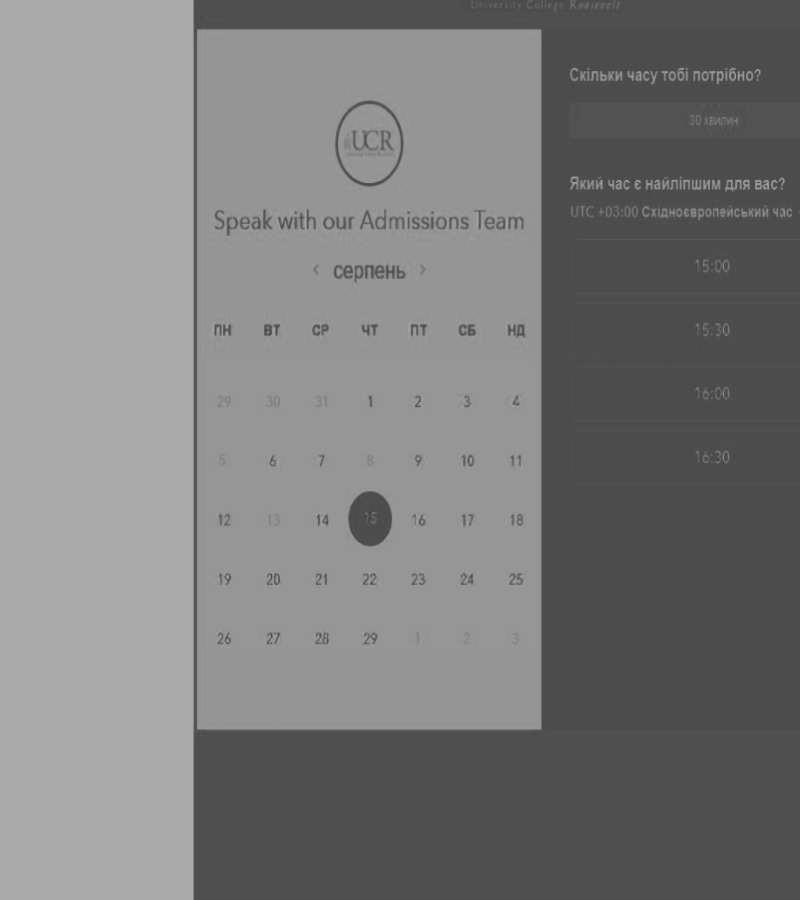 University College Roosevelt
UCR
Speak with our Admissions Team
‹ серпень ›
ПН ВТ СР ЧТ ПТ СБ НД
29 30 31 1 2 3 4
5 6 7 8 9 10 11
12 13 14 15 16 17 18
19 20 21 22 23 24 25
26 27 28 29 1 2 3
Скільки часу тобі потрібно?
30 хвилин
Який час є найліпшим для вас?
UTC +03:00 Східноєвропейський час
15:00
15:30
16:00
16:30